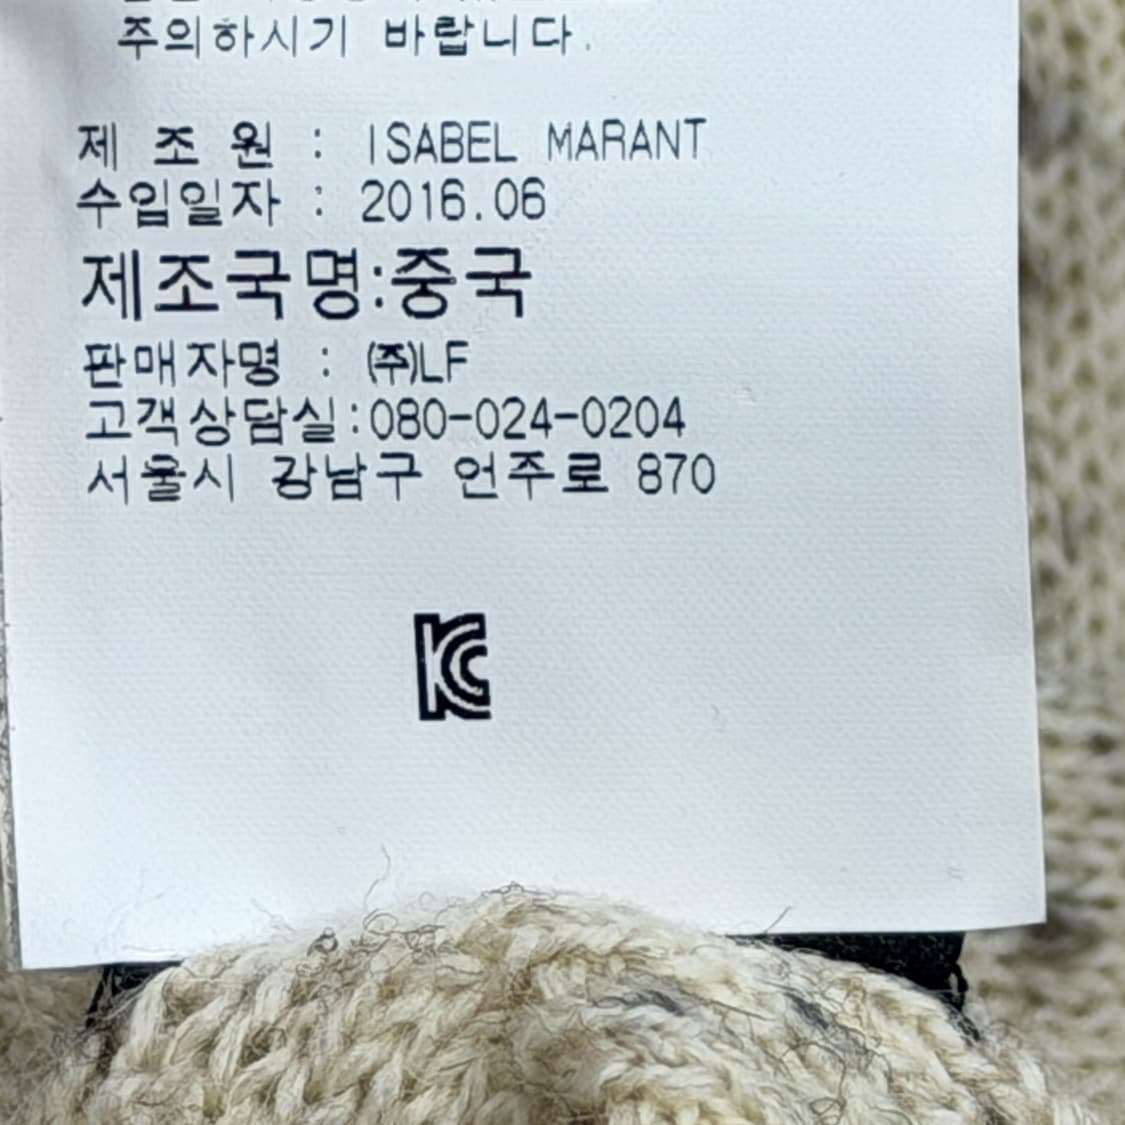 주의하시기 바랍니다.
제 조 원 : ISABEL MARANT
수입일자 : 2016.06
제조국명:중국
판매자명 : (주)LF
고객상담실:080-024-0204
서울시 강남구 언주로 870
KC